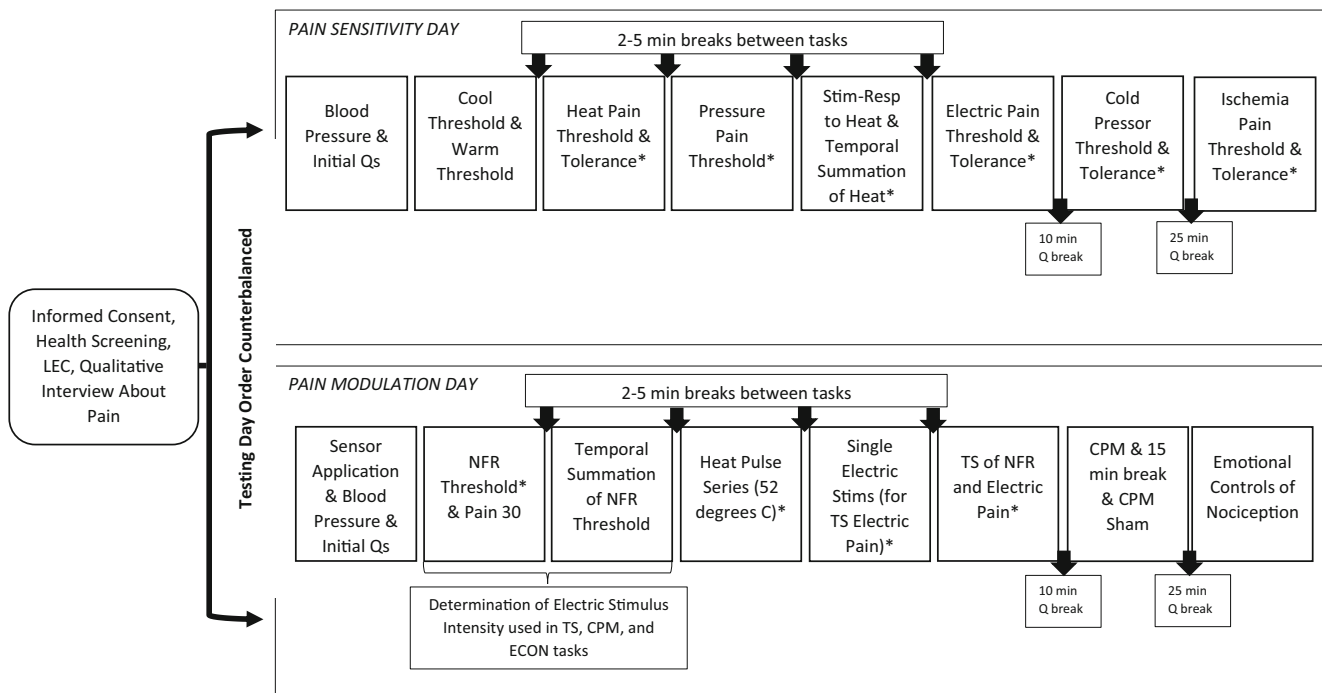 PAIN SENSITIVITY DAY
2-5 min breaks between tasks
Blood
Pressure &
Initial Qs
Cool
Threshold &
Warm
Threshold
Heat Pain
Threshold &
Tolerance*
Pressure
Pain
Threshold*
Stim-Resp
to Heat &
Temporal
Summation
of Heat*
Electric Pain
Threshold &
Tolerance*
Cold
Pressor
Threshold &
Tolerance*
Ischemia
Pain
Threshold &
Tolerance*
10 min
Q break
25 min
Q break
Informed Consent,
Health Screening,
LEC, Qualitative
Interview About
Pain
Testing Day Order Counterbalanced
PAIN MODULATION DAY
2-5 min breaks between tasks
Sensor
Application
& Blood
Pressure &
Initial Qs
NFR
Threshold*
& Pain 30
Temporal
Summation
of NFR
Threshold
Heat Pulse
Series (52
degrees C)*
Single
Electric
Stims (for
TS Electric
Pain)*
TS of NFR
and Electric
Pain*
CPM & 15
min break
& CPM
Sham
Emotional
Controls of
Nociception
10 min
Q break
25 min
Q break
Determination of Electric Stimulus
Intensity used in TS, CPM, and
ECON tasks